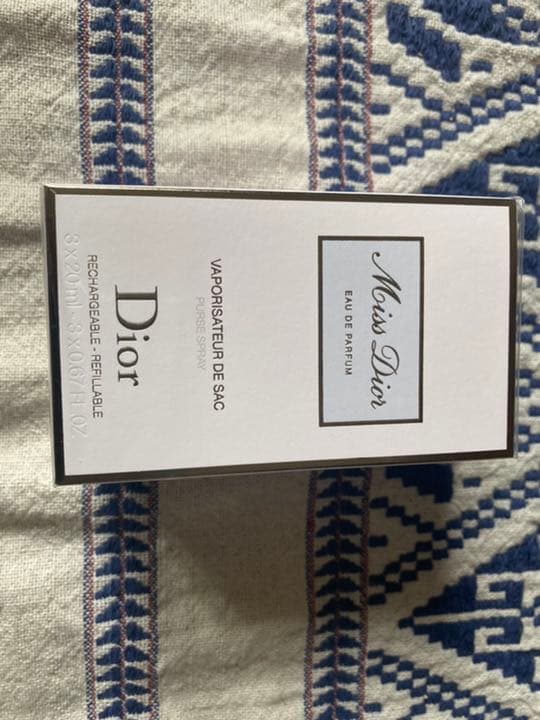 Miss Dior
EAU DE PARFUM
VAPORISATEUR DE SAC
PURSE SPRAY
Dior
RECHARGEABLE - REFILLABLE
3 x 20 ml - 3 x 0.67 fl. OZ